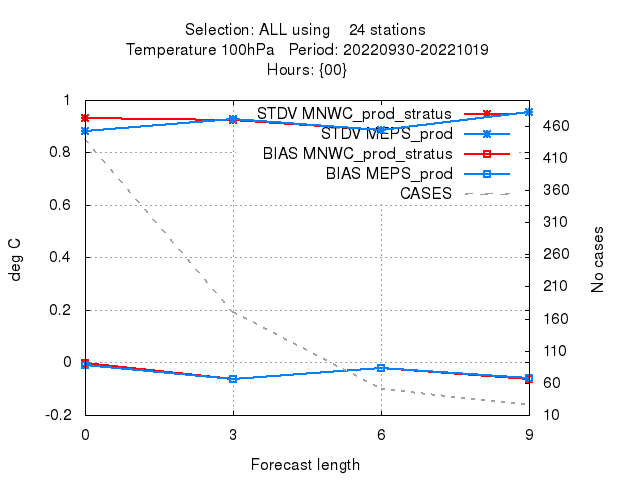 Selection: ALL using    24 stations
Temperature 100hPa   Period: 20220930-20221019
Hours: {00}
STDV MNWC_prod_stratus
STDV MEPS_prod
BIAS MNWC_prod_stratus
BIAS MEPS_prod
CASES
deg C
1
0.8
0.6
0.4
0.2
0
-0.2
No cases
460
410
360
310
260
210
160
110
60
10
0 3 6 9
Forecast length